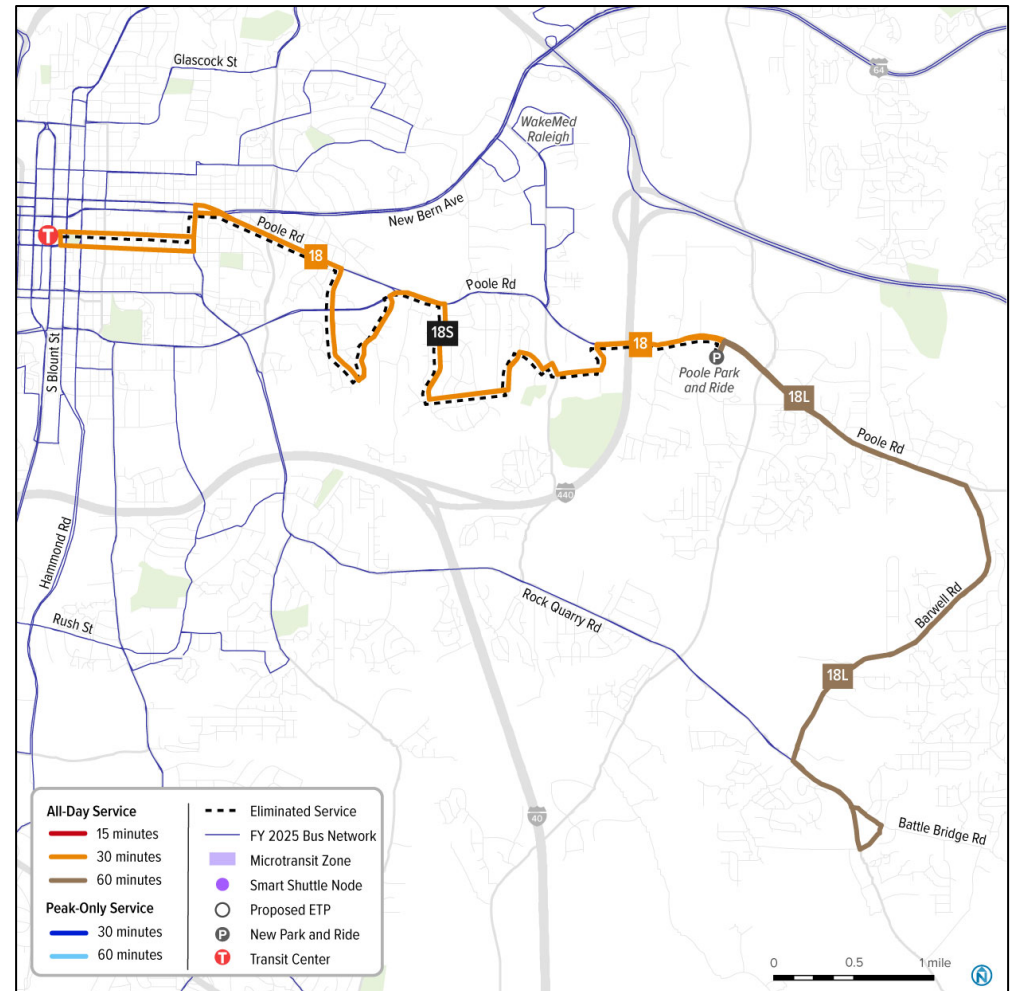 Glascock St
64
WakeMed
Raleigh
New Bern Ave
T
Poole Rd
18
Poole Rd
S Blount St
18S
18
P
Poole Park
and Ride
18L
Poole Rd
440
Hammond Rd
Rock Quarry Rd
Barwell Rd
Rush St
18L
40
Battle Bridge Rd
All-Day Service
15 minutes
30 minutes
60 minutes
Peak-Only Service
30 minutes
60 minutes
Eliminated Service
FY 2025 Bus Network
Microtransit Zone
Smart Shuttle Node
Proposed ETP
P New Park and Ride
T Transit Center
0 0.5 1 mile
N